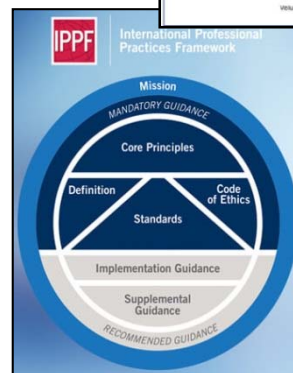 IPPF
International Professional
Practices Framework
Mission
MANDATORY GUIDANCE
Core Principles
Definition
Code
of Ethics
Standards
Implementation Guidance
Supplemental
Guidance
RECOMMENDED GUIDANCE